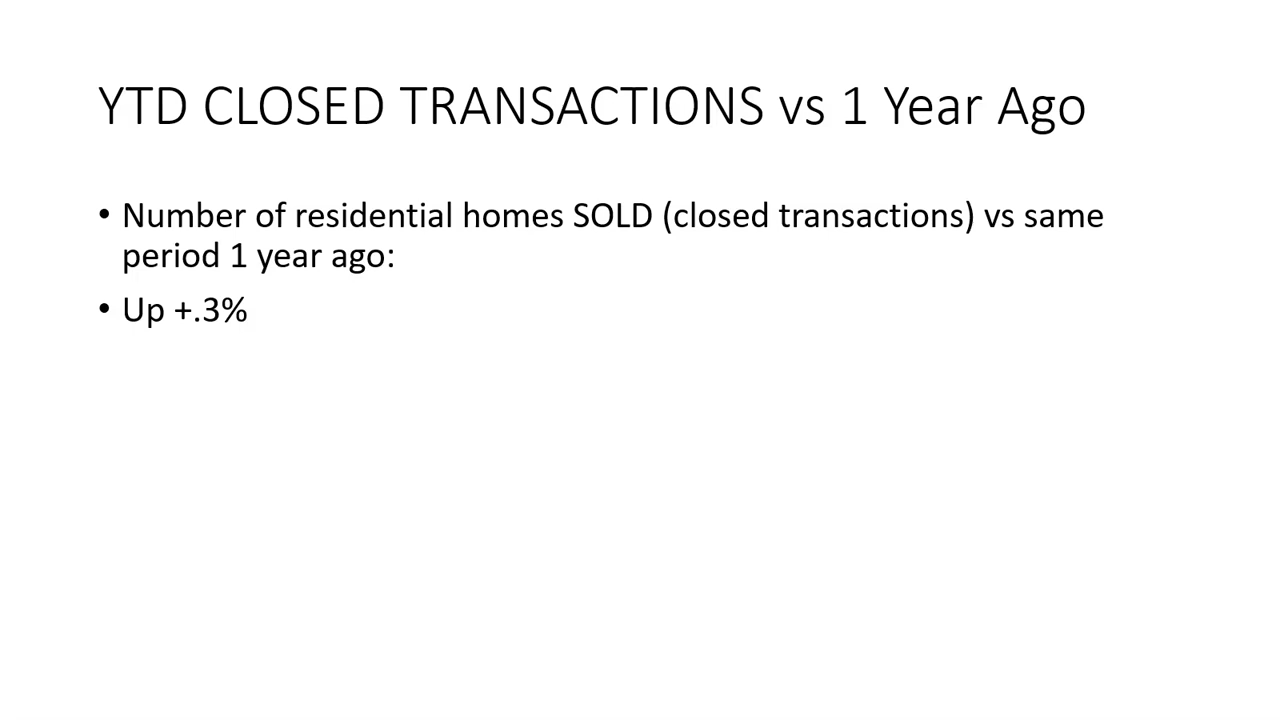 YTD CLOSED TRANSACTIONS vs 1 Year Ago
• Number of residential homes SOLD (closed transactions) vs same
period 1 year ago:
• Up +.3%